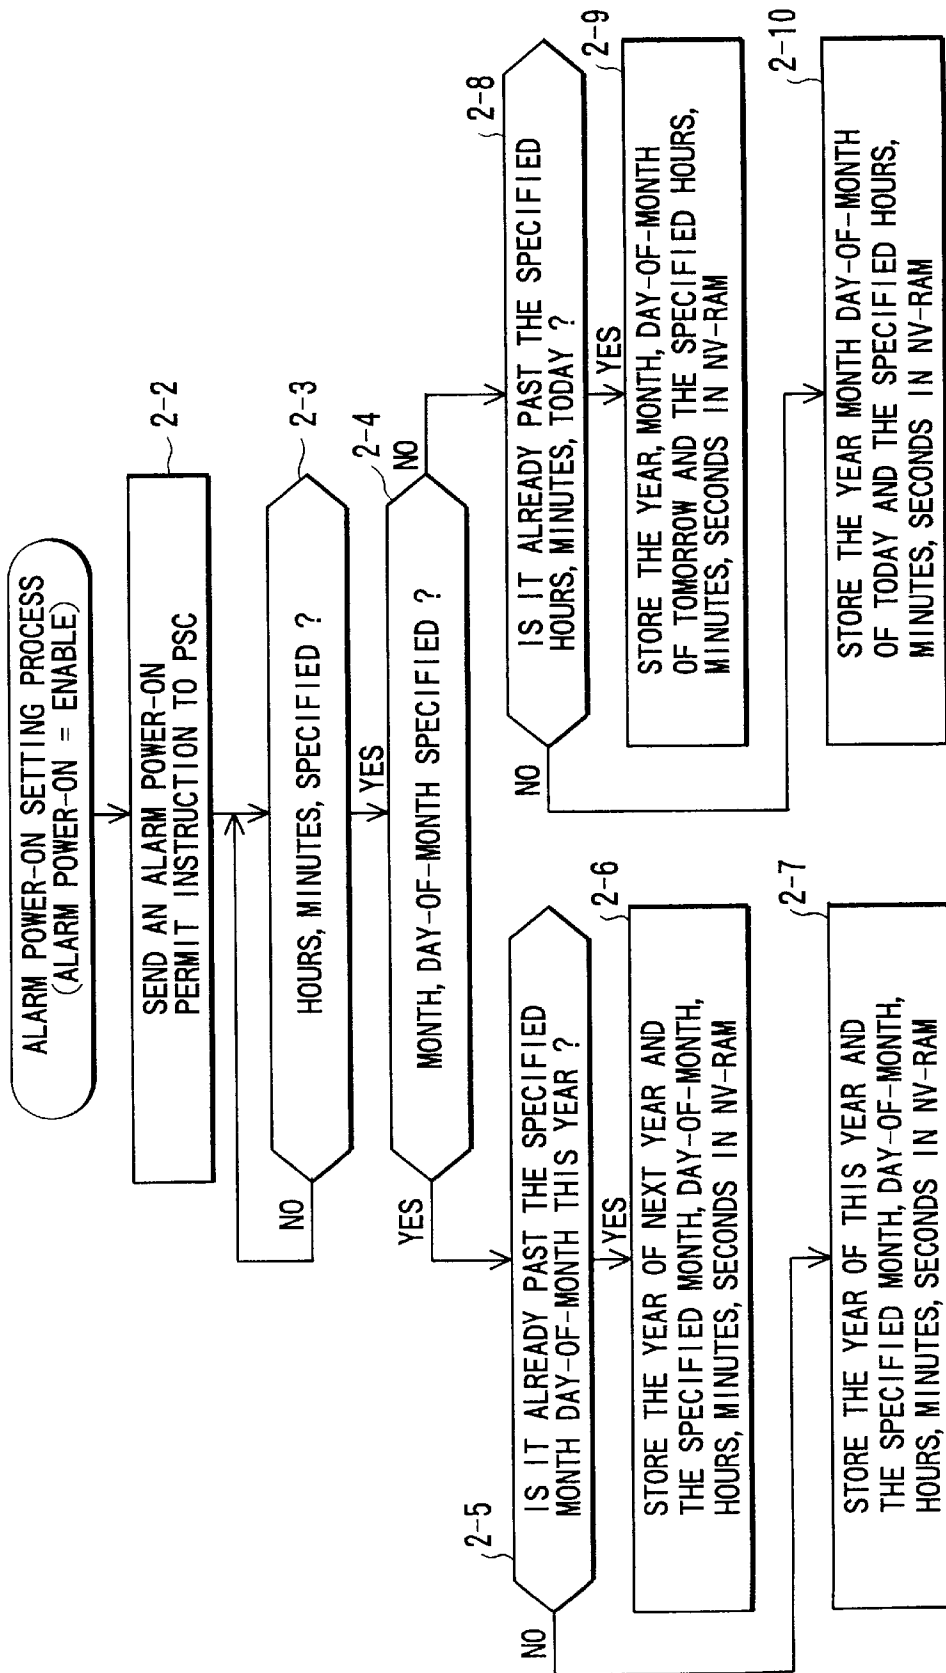 ALARM POWER-ON SETTING PROCESS
(ALARM POWER-ON = ENABLE)
2-2
SEND AN ALARM POWER-ON
PERMIT INSTRUCTION TO PSC
2-3
HOURS, MINUTES, SPECIFIED ?
NO
YES
2-4
MONTH, DAY-OF-MONTH SPECIFIED ?
YES
NO
2-5
IS IT ALREADY PAST THE SPECIFIED
MONTH DAY-OF-MONTH THIS YEAR ?
NO
YES
2-6
STORE THE YEAR OF NEXT YEAR AND
THE SPECIFIED MONTH, DAY-OF-MONTH,
HOURS, MINUTES, SECONDS IN NV-RAM
2-7
STORE THE YEAR OF THIS YEAR AND
THE SPECIFIED MONTH, DAY-OF-MONTH,
HOURS, MINUTES, SECONDS IN NV-RAM
2-8
IS IT ALREADY PAST THE SPECIFIED
HOURS, MINUTES, TODAY ?
NO
YES
2-9
STORE THE YEAR, MONTH, DAY-OF-MONTH
OF TOMORROW AND THE SPECIFIED HOURS,
MINUTES, SECONDS IN NV-RAM
2-10
STORE THE YEAR MONTH DAY-OF-MONTH
OF TODAY AND THE SPECIFIED HOURS,
MINUTES, SECONDS IN NV-RAM